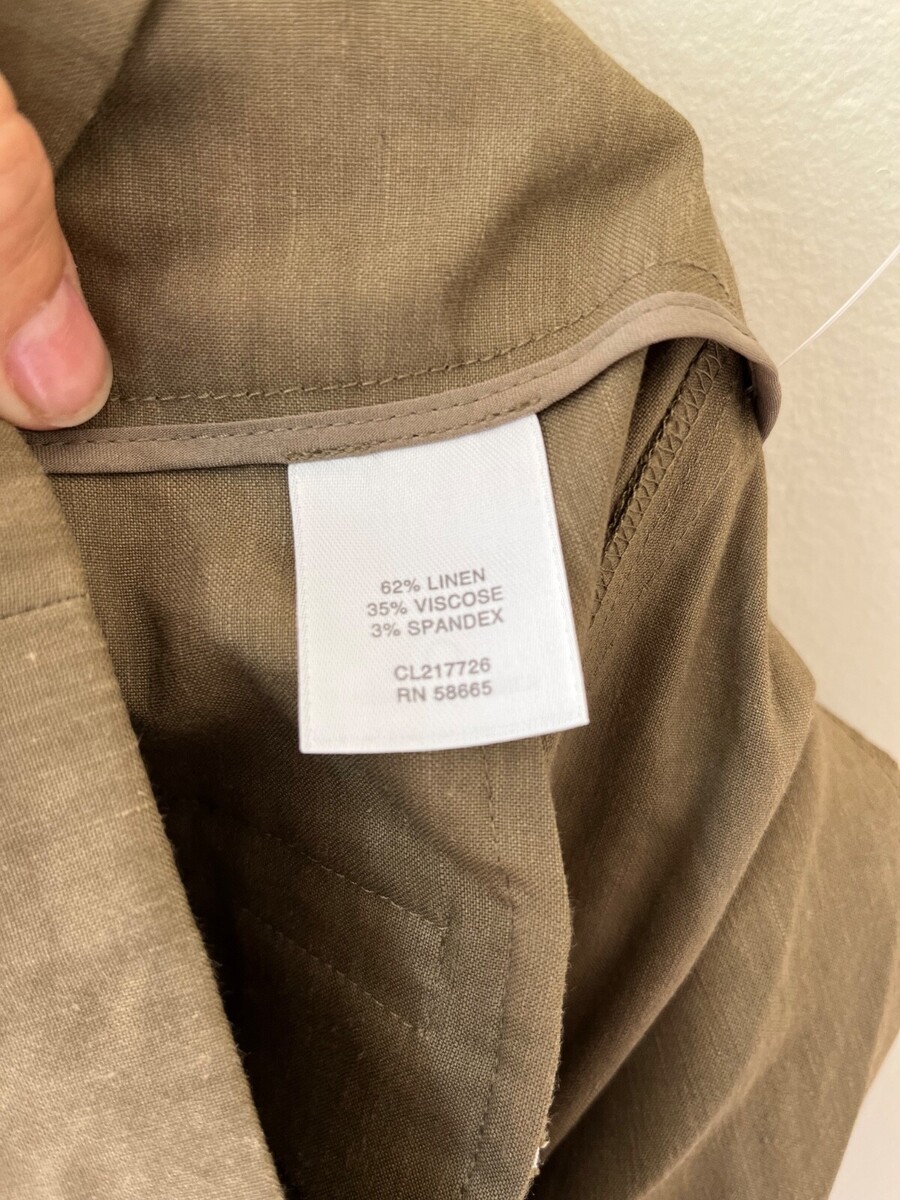 62% LINEN
35% VISCOSE
3% SPANDEX
CL217726
RN 58665